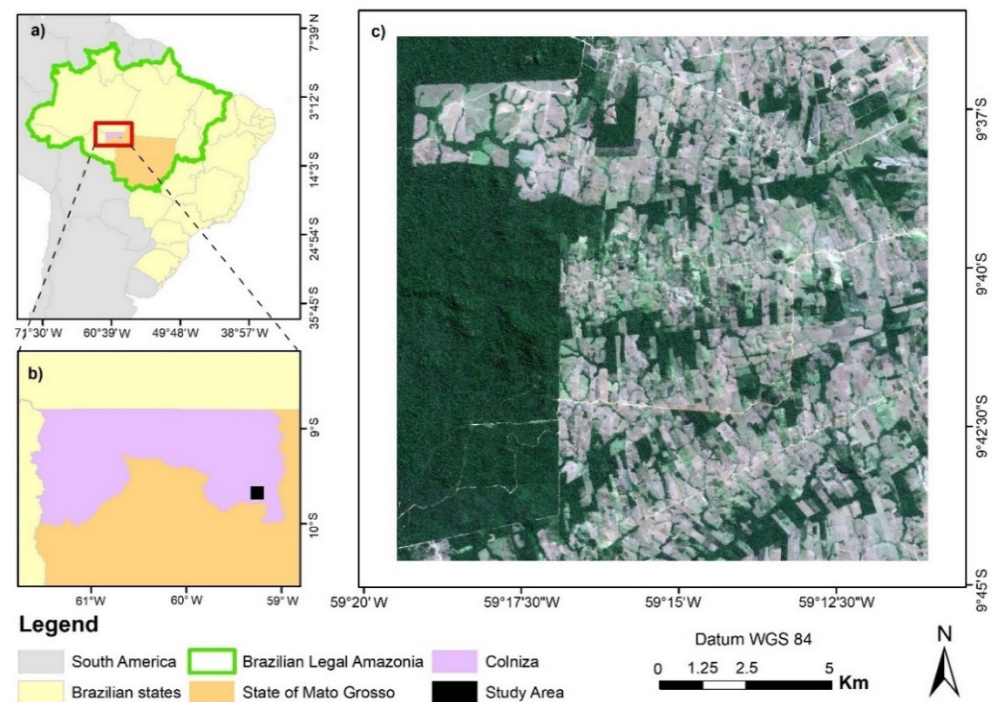 a)
7°39'N
3°12'S
14°3'S
24°54'S
35°45'S
71°30'W 60°39'W 49°48'W 38°57'W
b)
9°S
10°S
61°W 60°W 59°W
c)
9°37'S
9°40'S
9°42'30"S
9°45'S
59°20'W 59°17'30"W 59°15'W 59°12'30"W
Legend
South America
Brazilian Legal Amazonia
Colniza
Brazilian states
State of Mato Grosso
Study Area
Datum WGS 84
0 1.25 2.5 5 Km
N